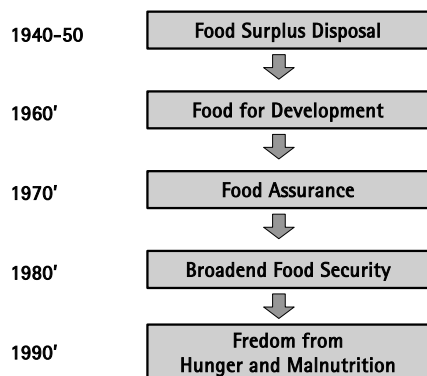 1940-50 Food Surplus Disposal
1960' Food for Development
1970' Food Assurance
1980' Broadend Food Security
1990' Fredom from
Hunger and Malnutrition